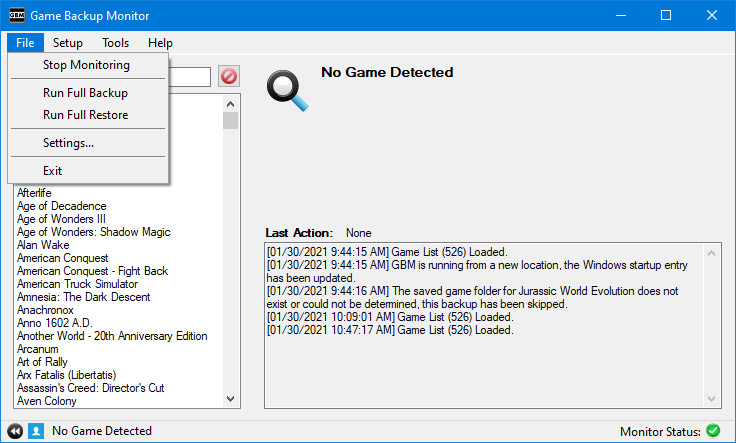 GBM Game Backup Monitor
File Setup Tools Help
Stop Monitoring
Run Full Backup
Run Full Restore
Settings...
Exit
Afterlife
Age of Decadence
Age of Wonders III
Age of Wonders: Shadow Magic
Alan Wake
American Conquest
American Conquest - Fight Back
American Truck Simulator
Amnesia: The Dark Descent
Anachronox
Anno 1602 A.D.
Another World - 20th Anniversary Edition
Arcanum
Art of Rally
Arx Fatalis (Libertatis)
Assassin's Creed: Director's Cut
Aven Colony
No Game Detected
Last Action: None
[01/30/2021 9:44:15 AM] Game List (526) Loaded.
[01/30/2021 9:44:15 AM] GBM is running from a new location, the Windows startup entry
has been updated.
[01/30/2021 9:44:16 AM] The saved game folder for Jurassic World Evolution does not
exist or could not be determined, this backup has been skipped.
[01/30/2021 10:09:01 AM] Game List (526) Loaded.
[01/30/2021 10:47:17 AM] Game List (526) Loaded.
No Game Detected
Monitor Status: